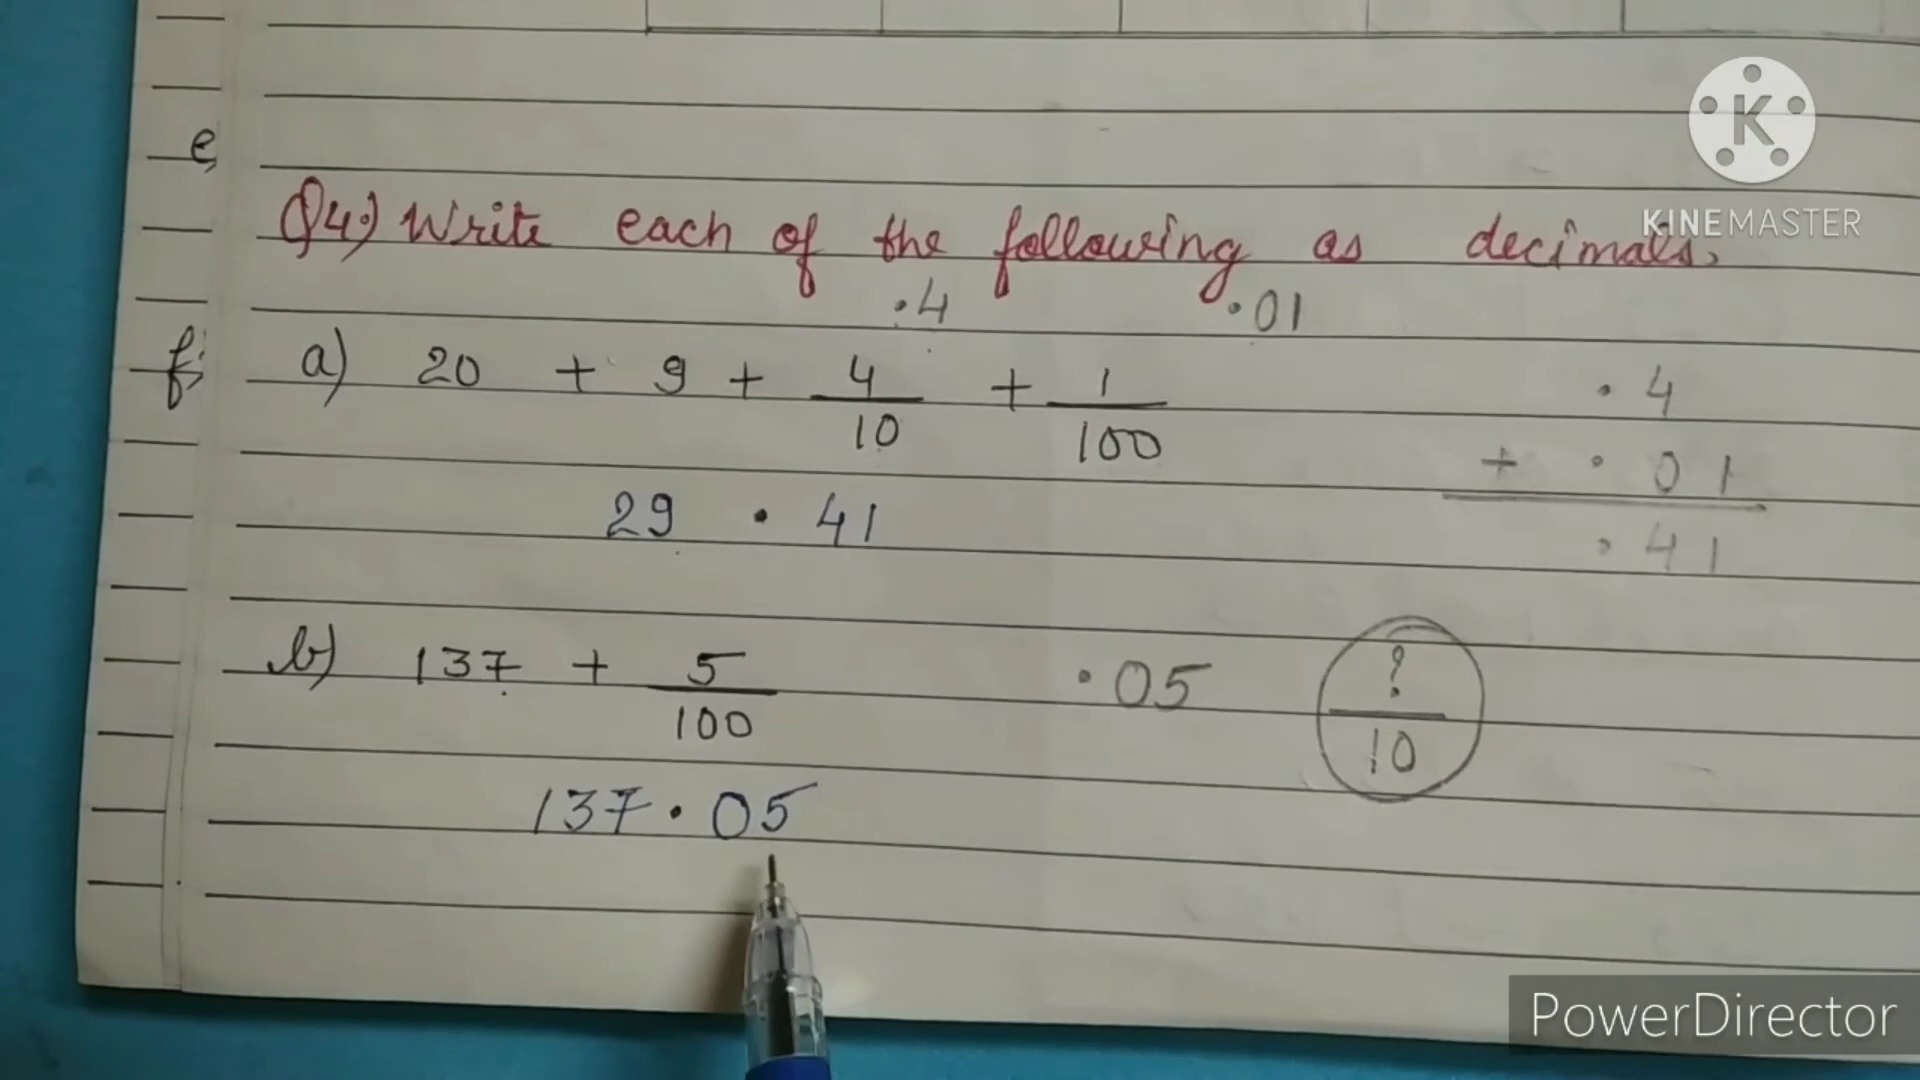 e,
Q4.) Write each of the following as decimals.
.4 .01
f,
a) 20 + 9 + 4/10 + 1/100
.4
+ .01
.41
29 . 41
b) 137 + 5/100 .05 ?/10
137.05
K
KINEMASTER
PowerDirector